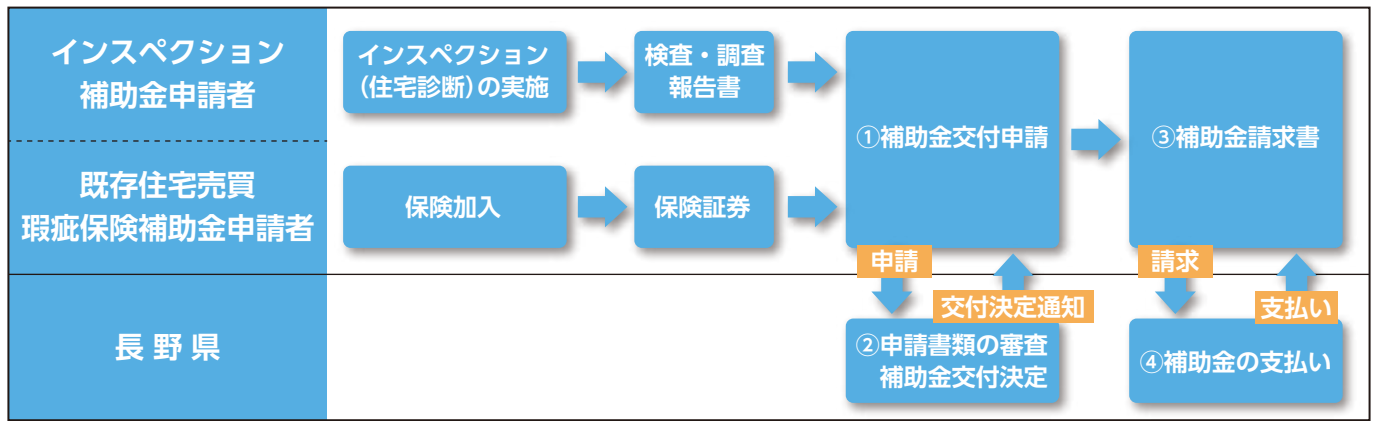 インスペクション
補助金申請者
インスペクション
(住宅診断)の実施
検査・調査
報告書
①補助金交付申請
③補助金請求書
既存住宅売買
瑕疵保険補助金申請者
保険加入
保険証券
申請
交付決定通知
請求
支払い
長野県
②申請書類の審査
補助金交付決定
④補助金の支払い